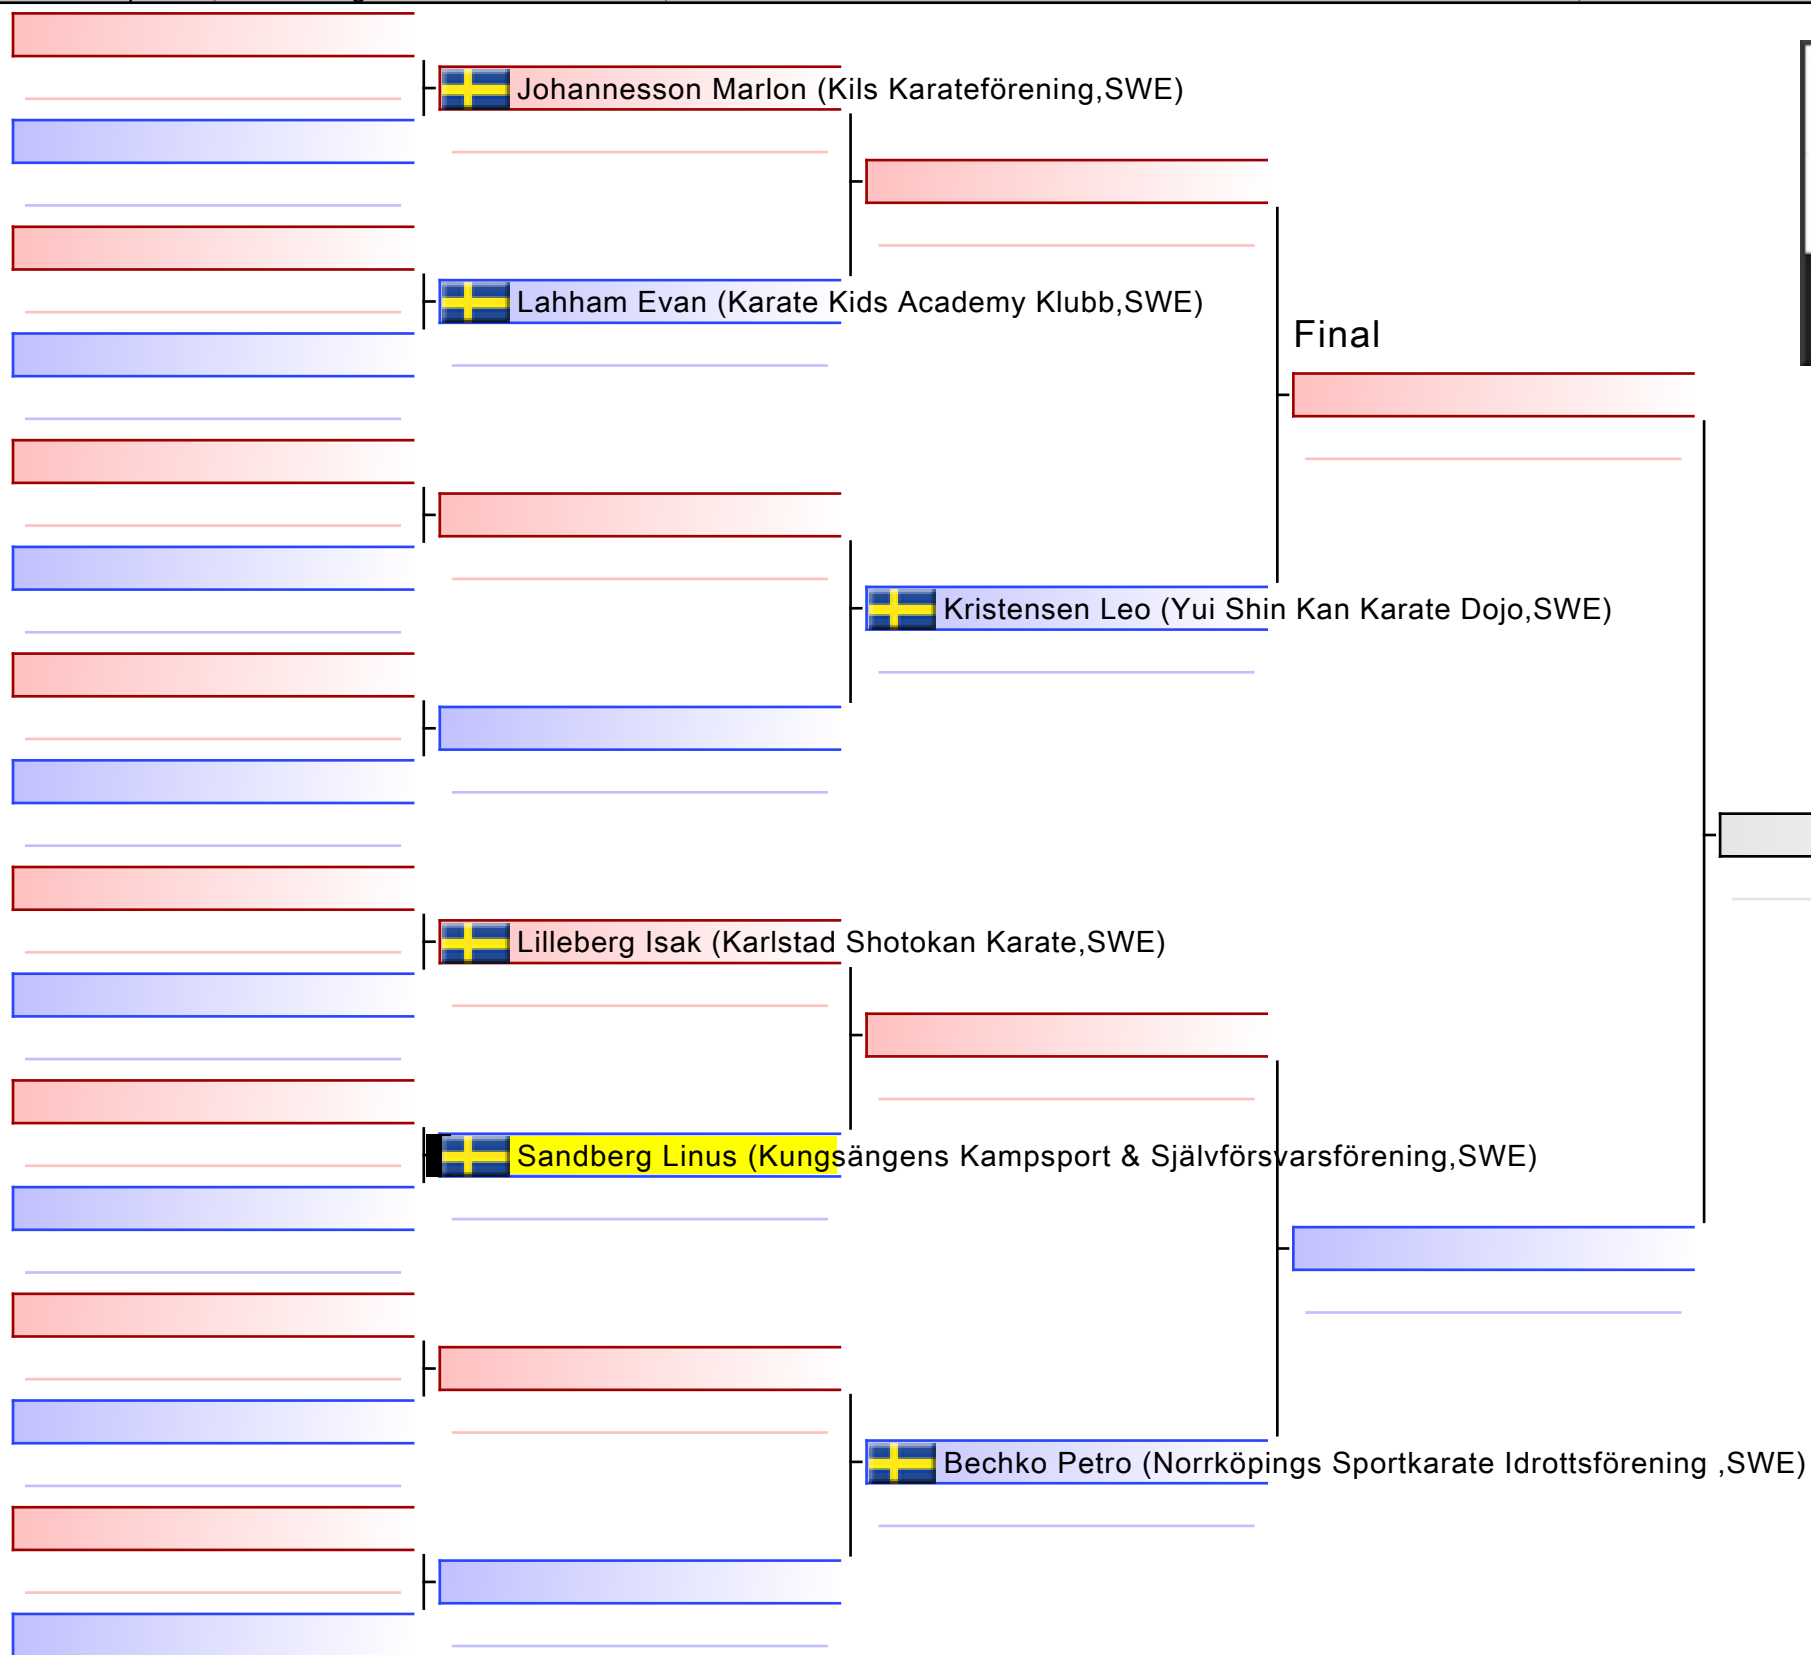 Johannesson Marlon (Kils Karateförening,SWE)
Lahham Evan (Karate Kids Academy Klubb,SWE)
Final
Kristensen Leo (Yui Shin Kan Karate Dojo,SWE)
Lilleberg Isak (Karlstad Shotokan Karate,SWE)
Sandberg Linus (Kungsängens Kampsport & Självförsvarsförening,SWE)
Bechko Petro (Norrköpings Sportkarate Idrottsförening ,SWE)